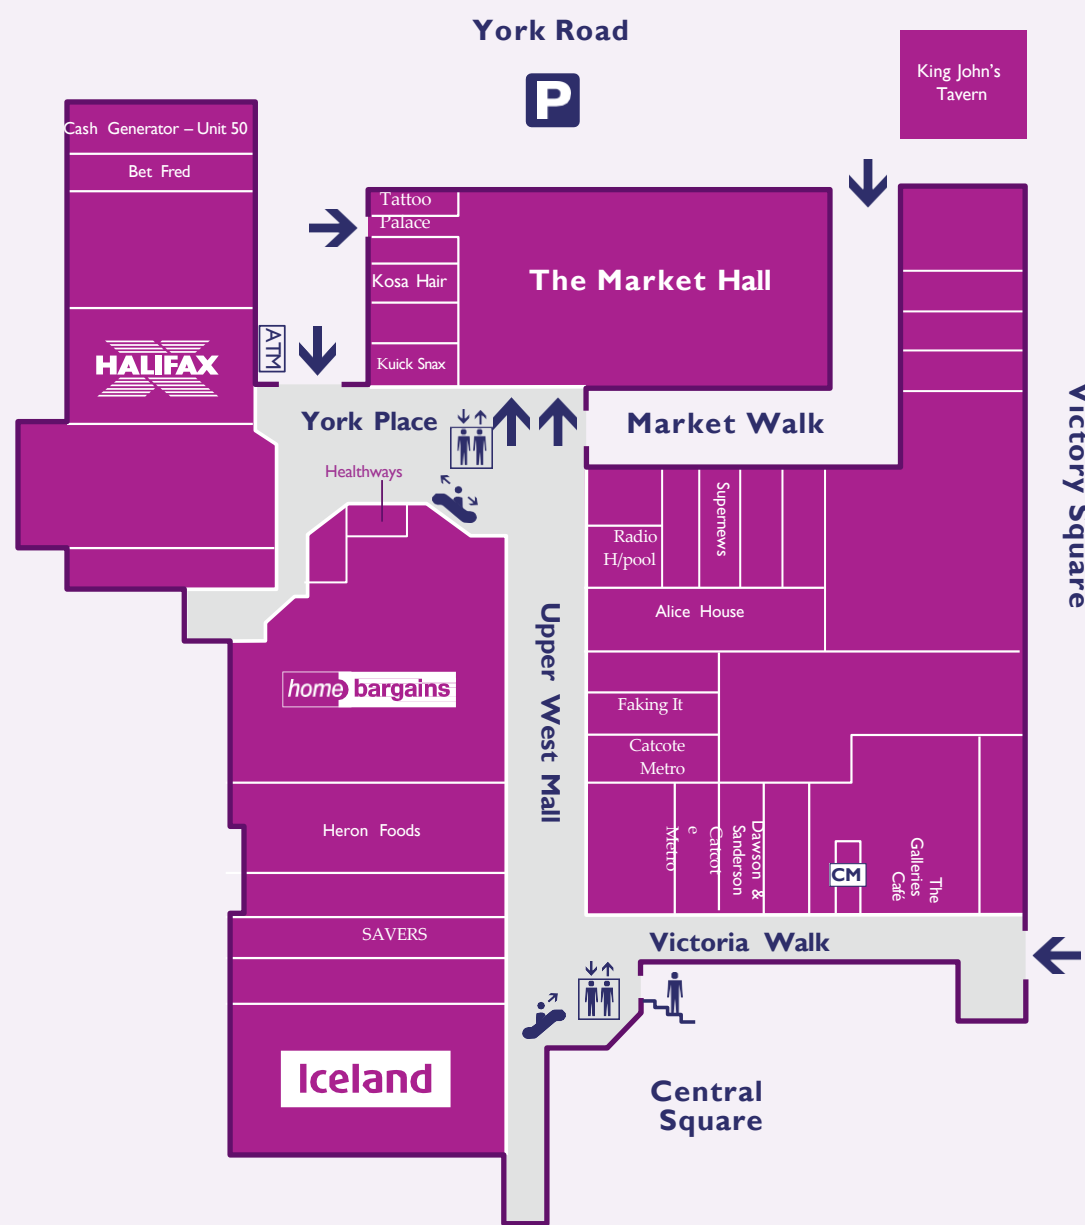 York Road
P
King John's
Tavern
Cash Generator – Unit 50
Bet Fred
Tattoo
Palace
Kosa Hair
The Market Hall
HALIFAX
ATM
Kuick Snax
York Place
Market Walk
Victory Square
Healthways
Supernews
Radio
H/pool
Alice House
Upper West Mall
home bargains
Faking It
Catcote
Metro
Heron Foods
Catcot
e
Metro
Dawson &
Sanderson
CM
The
Galleries
Café
SAVERS
Victoria Walk
Iceland
Central
Square